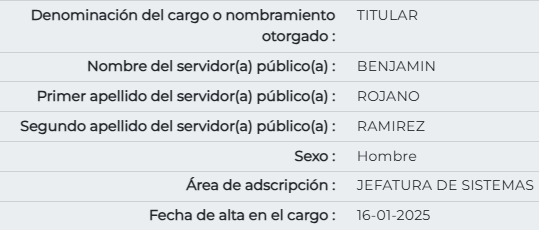 Denominación del cargo o nombramiento TITULAR
otorgado :
Nombre del servidor(a) público(a) : BENJAMIN
Primer apellido del servidor(a) público(a) : ROJANO
Segundo apellido del servidor(a) público(a) : RAMIREZ
Sexo : Hombre
Área de adscripción : JEFATURA DE SISTEMAS
Fecha de alta en el cargo : 16-01-2025